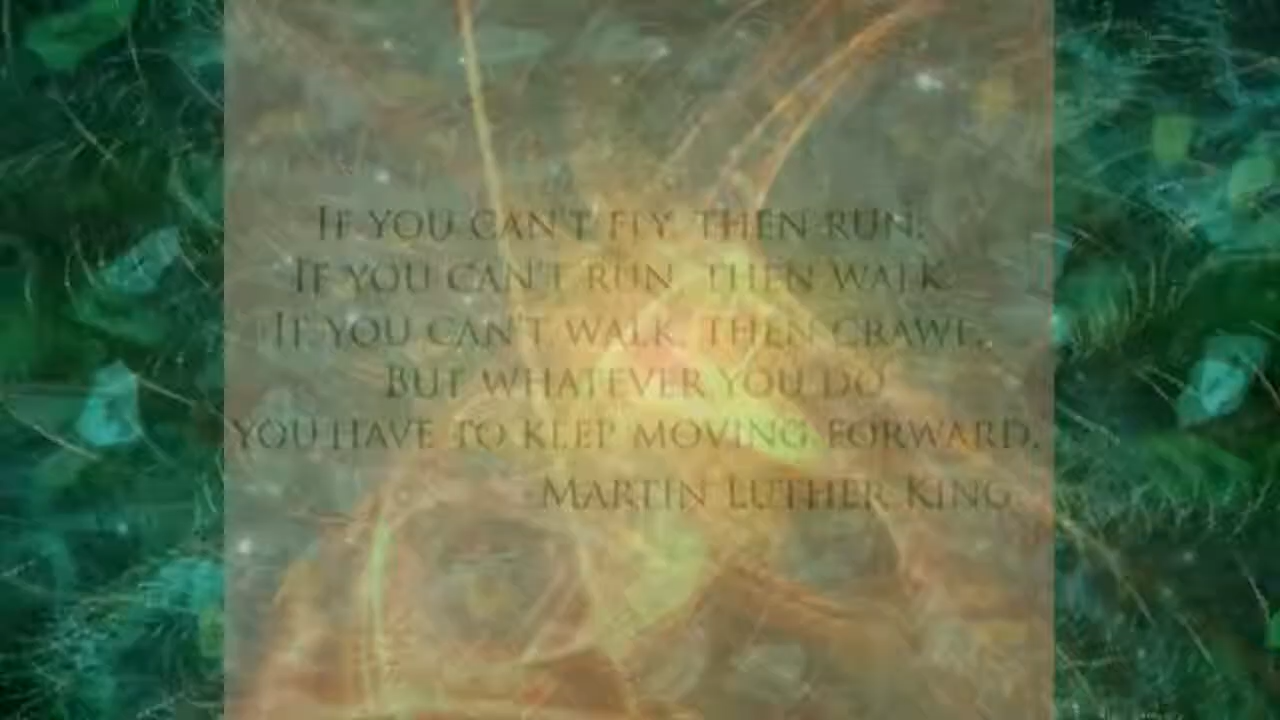 If you can't fly, then run.
If you can't run, then walk.
If you can't walk, then crawl.
But whatever you do
you have to keep moving forward.
Martin Luther King